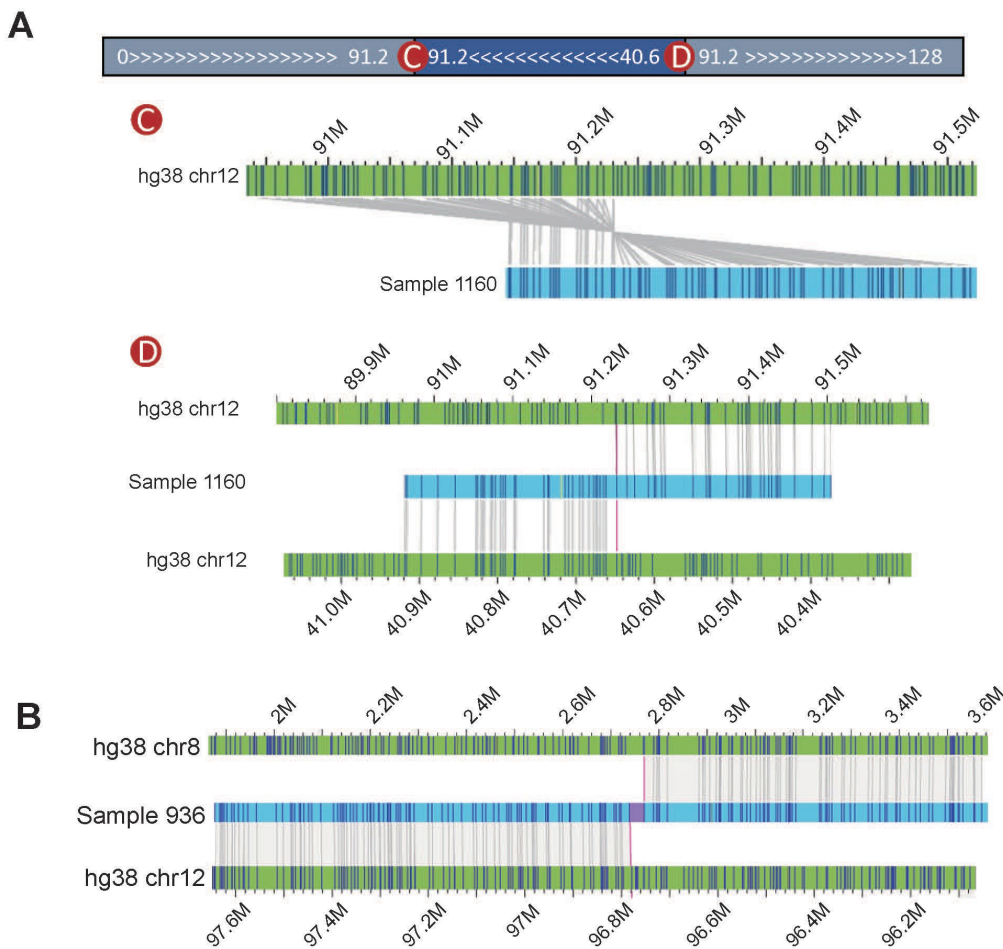 A
0>>>>>>>>>>>>>>>>>> 91.2 C 91.2<<<<<<<<<<<<<40.6 D 91.2 >>>>>>>>>>>>>>128
C
91M 91.1M 91.2M 91.3M 91.4M 91.5M
hg38 chr12
Sample 1160
D
89.9M 91M 91.1M 91.2M 91.3M 91.4M 91.5M
hg38 chr12
Sample 1160
hg38 chr12
41.0M 40.9M 40.8M 40.7M 40.6M 40.5M 40.4M
B
2M 2.2M 2.4M 2.6M 2.8M 3M 3.2M 3.4M 3.6M
hg38 chr8
Sample 936
hg38 chr12
97.6M 97.4M 97.2M 97M 96.8M 96.6M 96.4M 96.2M